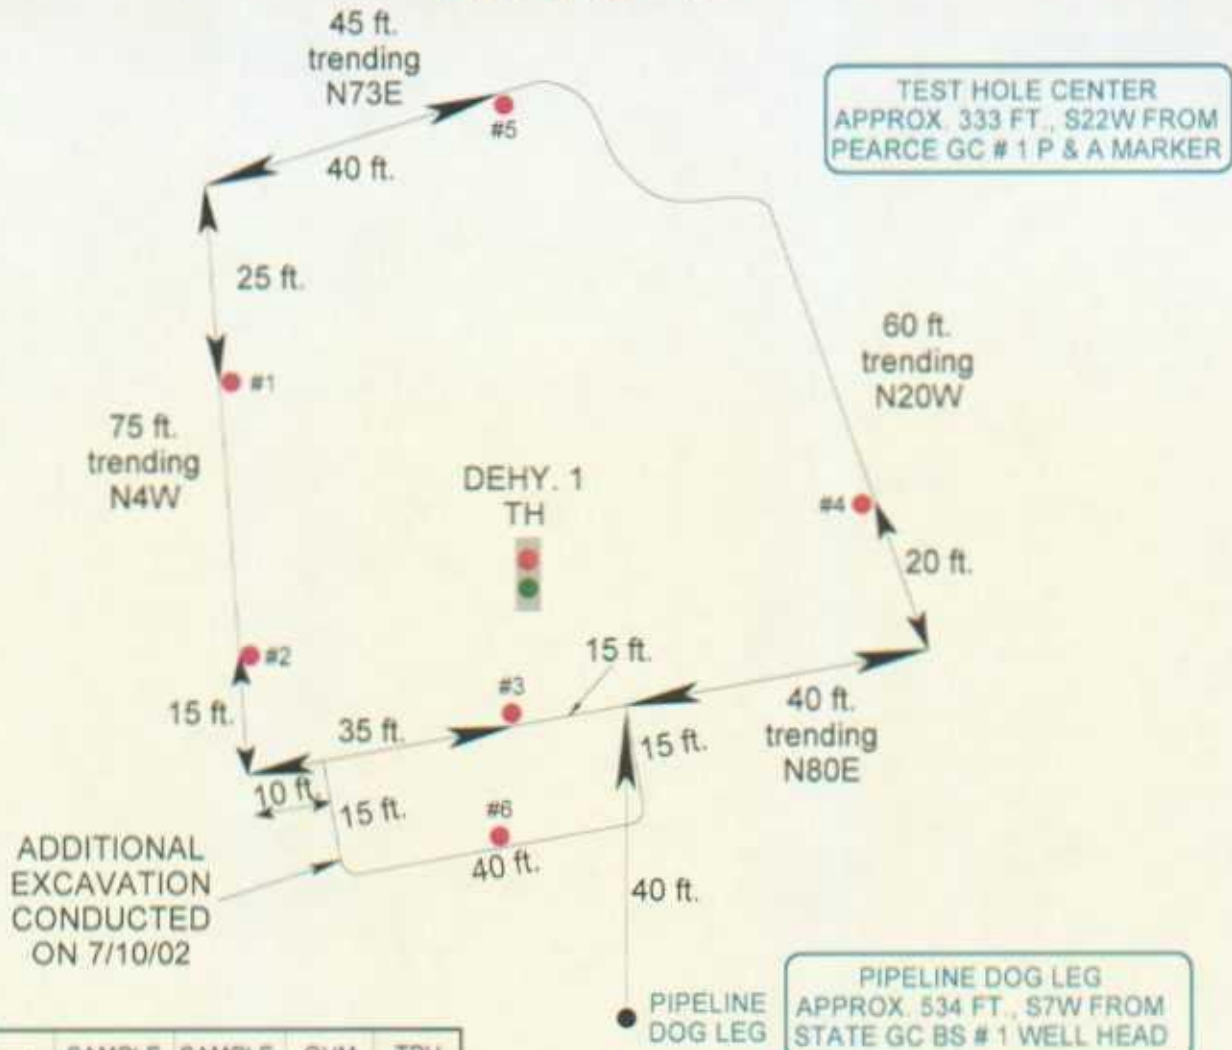 45 ft.
trending
N73E
#5
40 ft.
TEST HOLE CENTER
APPROX. 333 FT., S22W FROM
PEARCE GC # 1 P & A MARKER
25 ft.
#1
60 ft.
trending
N20W
75 ft.
trending
N4W
DEHY. 1
TH
#4
20 ft.
#2
15 ft.
#3
15 ft.
35 ft.
40 ft.
trending
N80E
15 ft.
10 ft.
15 ft.
#6
40 ft.
ADDITIONAL
EXCAVATION
CONDUCTED
ON 7/10/02
40 ft.
PIPELINE
DOG LEG
PIPELINE DOG LEG
APPROX. 534 FT., S7W FROM
STATE GC BS # 1 WELL HEAD
SAMPLE SAMPLE OVM TPH